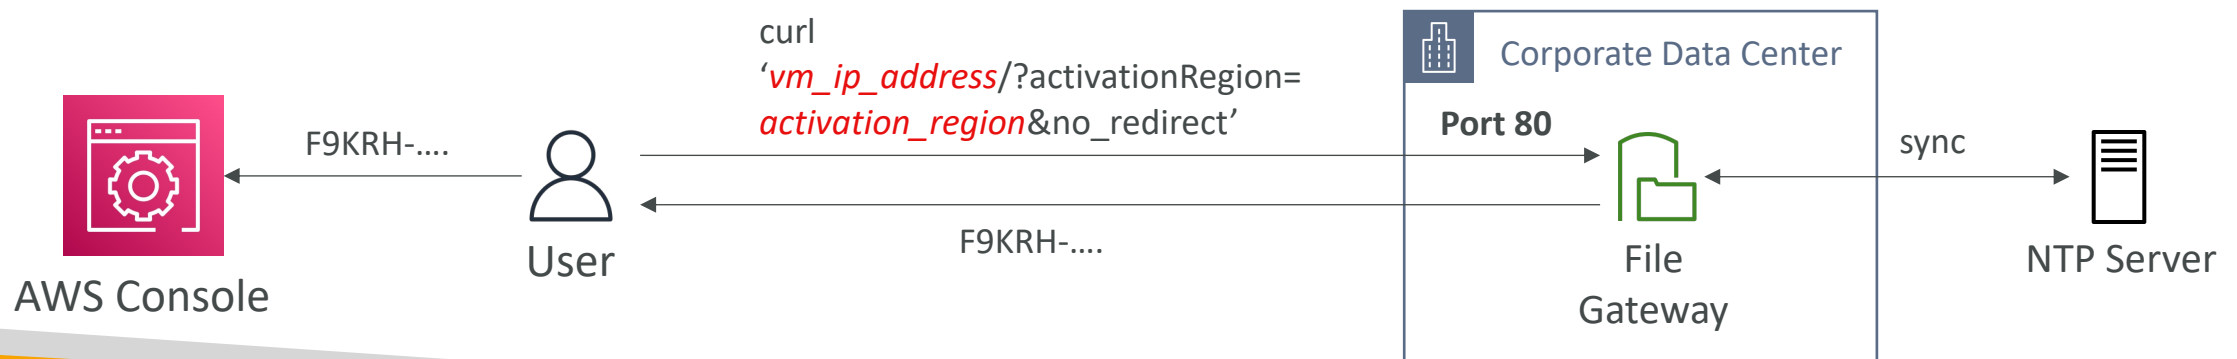 curl
‘vm_ip_address/?activationRegion=
activation_region&no_redirect’
Corporate Data Center
Port 80
F9KRH-....
sync
F9KRH-....
User
File
Gateway
NTP Server
AWS Console